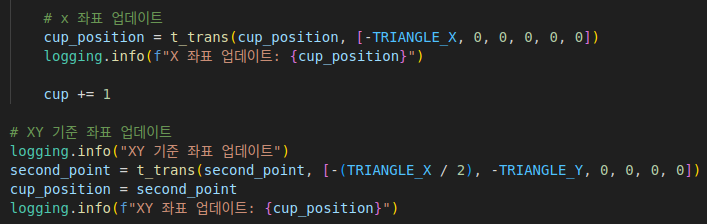 # x 좌표 업데이트
cup_position = t_trans(cup_position, [-TRIANGLE_X, 0, 0, 0, 0, 0])
logging.info(f"X 좌표 업데이트: {cup_position}")
cup += 1
# XY 기준 좌표 업데이트
logging.info("XY 기준 좌표 업데이트")
second_point = t_trans(second_point, [-(TRIANGLE_X / 2), -TRIANGLE_Y, 0, 0, 0, 0])
cup_position = second_point
logging.info(f"XY 좌표 업데이트: {cup_position}")